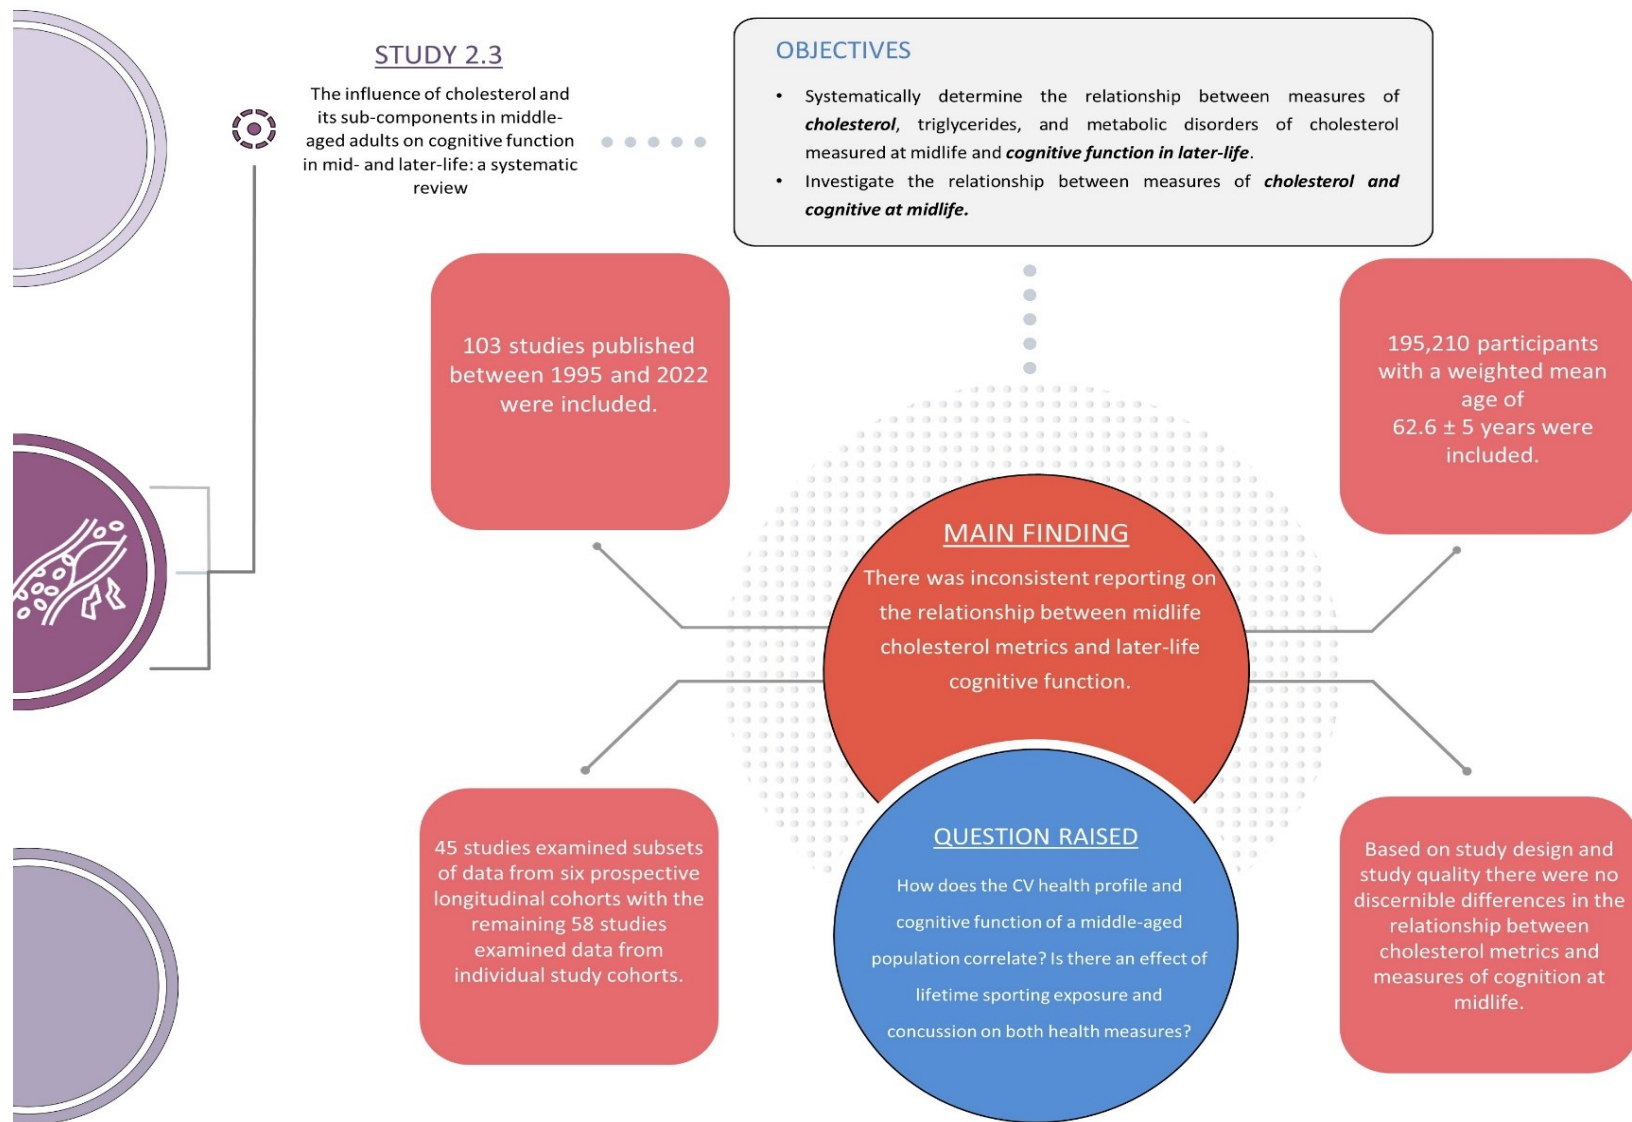 STUDY 2.3
The influence of cholesterol and
its sub-components in middle-
aged adults on cognitive function
in mid- and later-life: a systematic
review
OBJECTIVES
• Systematically determine the relationship between measures of
cholesterol, triglycerides, and metabolic disorders of cholesterol
measured at midlife and cognitive function in later-life.
• Investigate the relationship between measures of cholesterol and
cognitive at midlife.
103 studies published
between 1995 and 2022
were included.
195,210 participants
with a weighted mean
age of
62.6 ± 5 years were
included.
MAIN FINDING
There was inconsistent reporting on
the relationship between midlife
cholesterol metrics and later-life
cognitive function.
45 studies examined subsets
of data from six prospective
longitudinal cohorts with the
remaining 58 studies
examined data from
individual study cohorts.
QUESTION RAISED
How does the CV health profile and
cognitive function of a middle-aged
population correlate? Is there an effect of
lifetime sporting exposure and
concussion on both health measures?
Based on study design and
study quality there were no
discernible differences in the
relationship between
cholesterol metrics and
measures of cognition at
midlife.